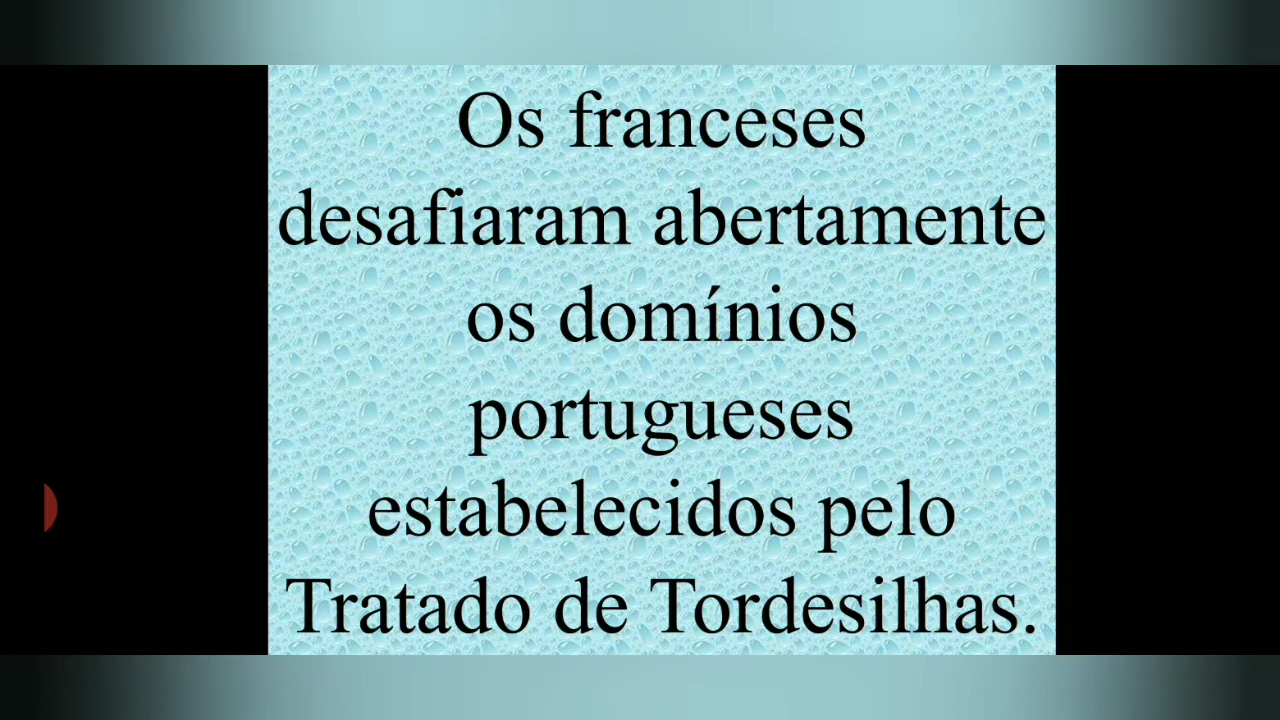 Os franceses
desafiaram abertamente
os domínios
portugueses
estabelecidos pelo
Tratado de Tordesilhas.